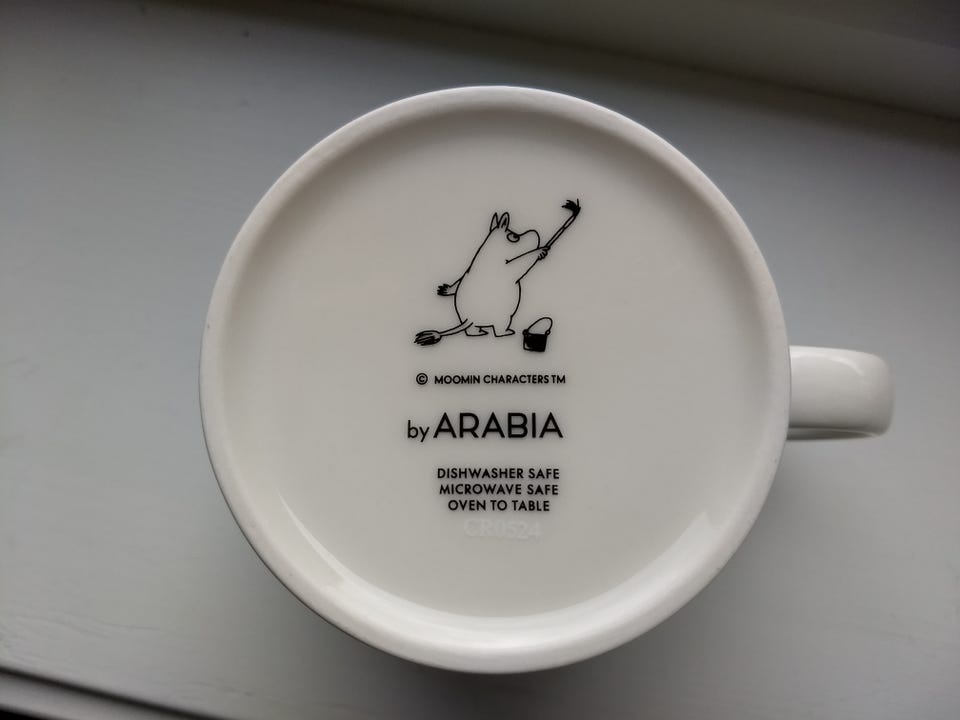 © MOOMIN CHARACTERS TM
by ARABIA
DISHWASHER SAFE
MICROWAVE SAFE
OVEN TO TABLE
CR0524